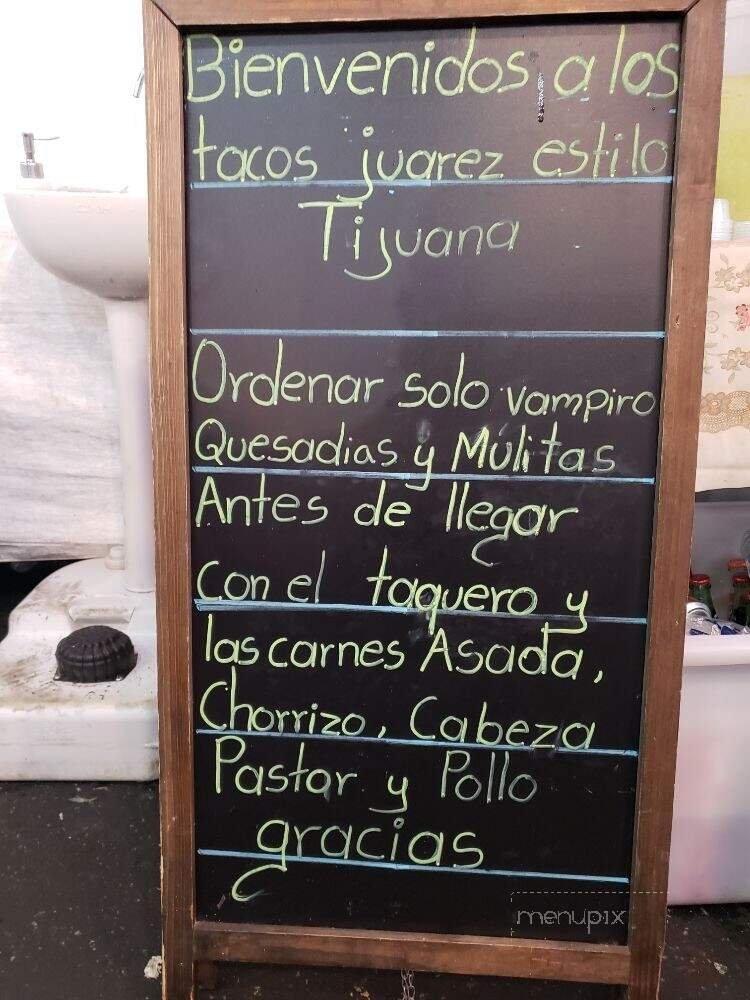 Bienvenidos a los
tacos juarez estilo
Tijuana
Ordenar solo vampiro
Quesadias y Mulitas
Antes de llegar
con el taquero y
las carnes Asada,
Chorrizo, Cabeza
Pastor y Pollo
gracias
menupix